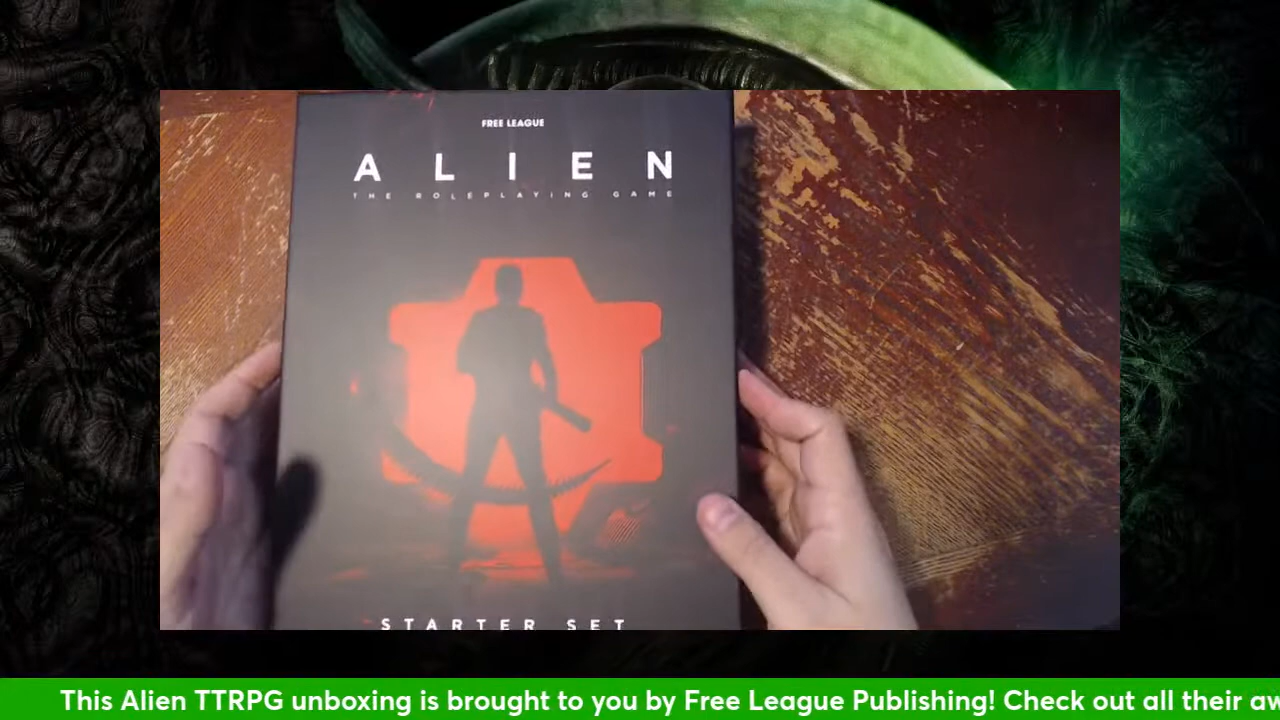 FREE LEAGUE
ALIEN
THE ROLEPLAYING GAME
STARTER SET
This Alien TTRPG unboxing is brought to you by Free League Publishing! Check out all their